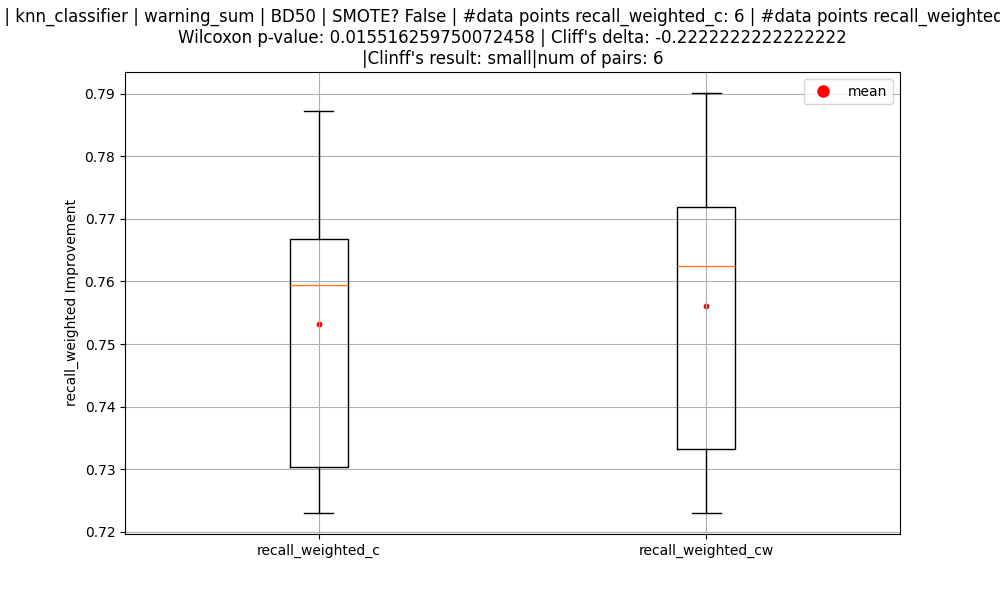 | knn_classifier | warning_sum | BD50 | SMOTE? False | #data points recall_weighted_c: 6 | #data points recall_weighted
Wilcoxon p-value: 0.015516259750072458 | Cliff's delta: -0.2222222222222222
|Clinff's result: small|num of pairs: 6
mean
0.79
0.78
0.77
0.76
0.75
0.74
0.73
0.72
recall_weighted Improvement
recall_weighted_c
recall_weighted_cw